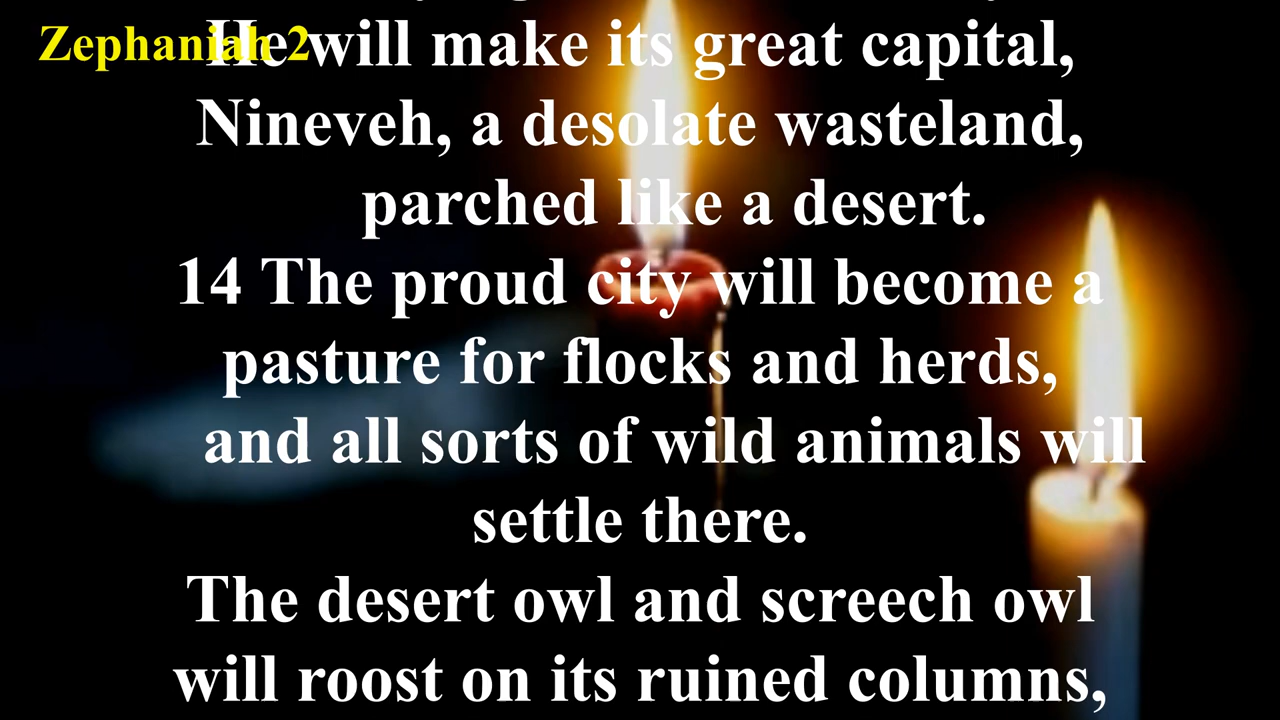 Zephaniah 2
He will make its great capital,
Nineveh, a desolate wasteland,
parched like a desert.
14 The proud city will become a
pasture for flocks and herds,
and all sorts of wild animals will
settle there.
The desert owl and screech owl
will roost on its ruined columns,